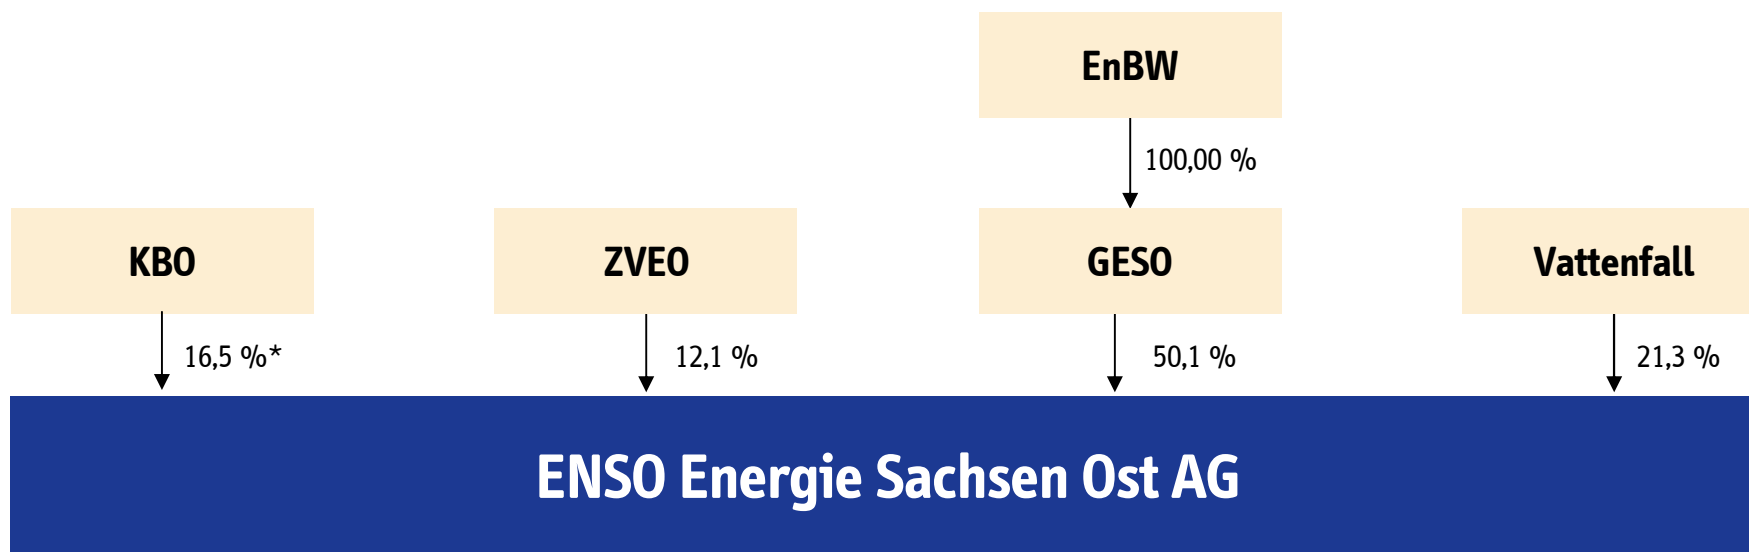 EnBW
100,00 %
KBO
ZVEO
GESO
Vattenfall
16,5 %*
12,1 %
50,1 %
21,3 %
ENSO Energie Sachsen Ost AG